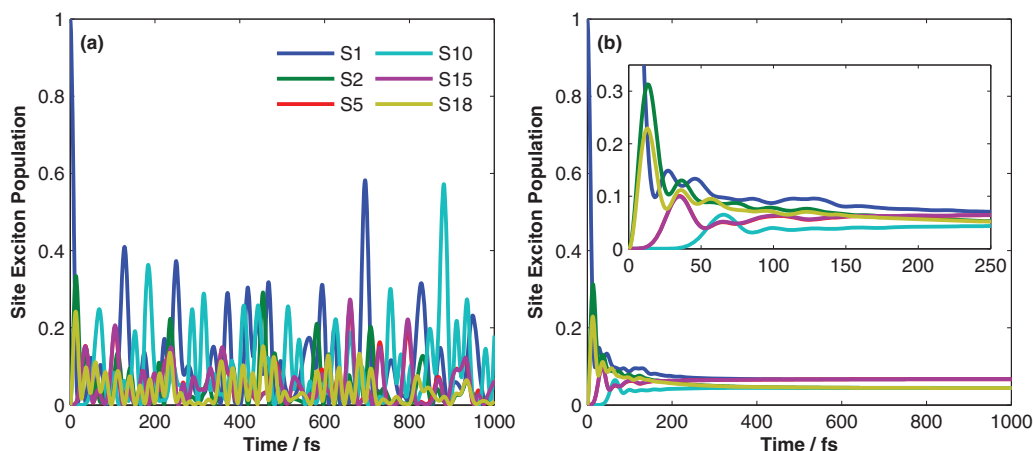 (a)
S1 S10
S2 S15
S5 S18
1
0.8
0.6
0.4
0.2
0
Site Exciton Population
0 200 400 600 800 1000
Time / fs
(b)
1
0.8
0.6
0.4
0.2
0
Site Exciton Population
0.3
0.2
0.1
0
0 50 100 150 200 250
0 200 400 600 800 1000
Time / fs